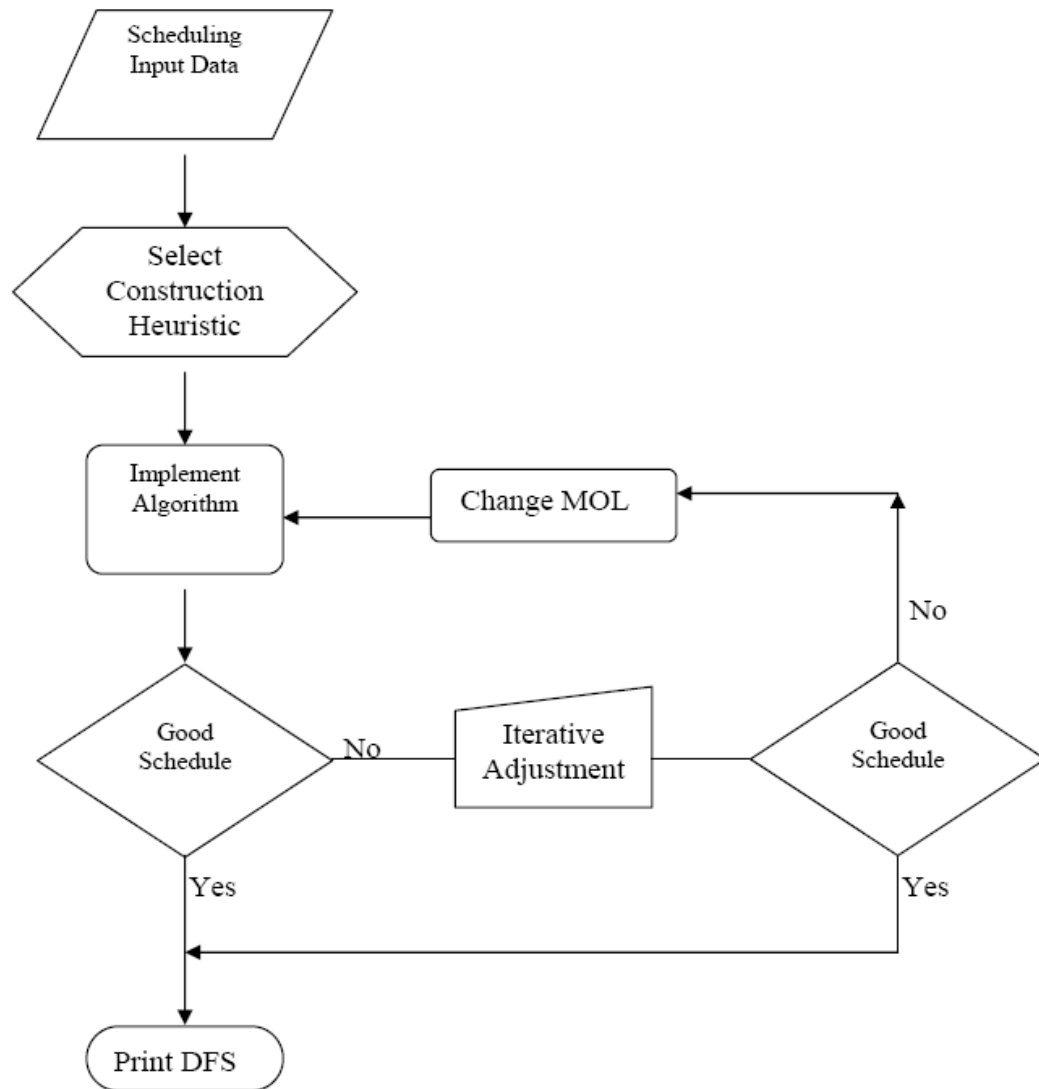 Scheduling
Input Data
Select
Construction
Heuristic
Implement
Algorithm
Change MOL
No
Good
Schedule
No
Iterative
Adjustment
Good
Schedule
Yes
Yes
Print DFS